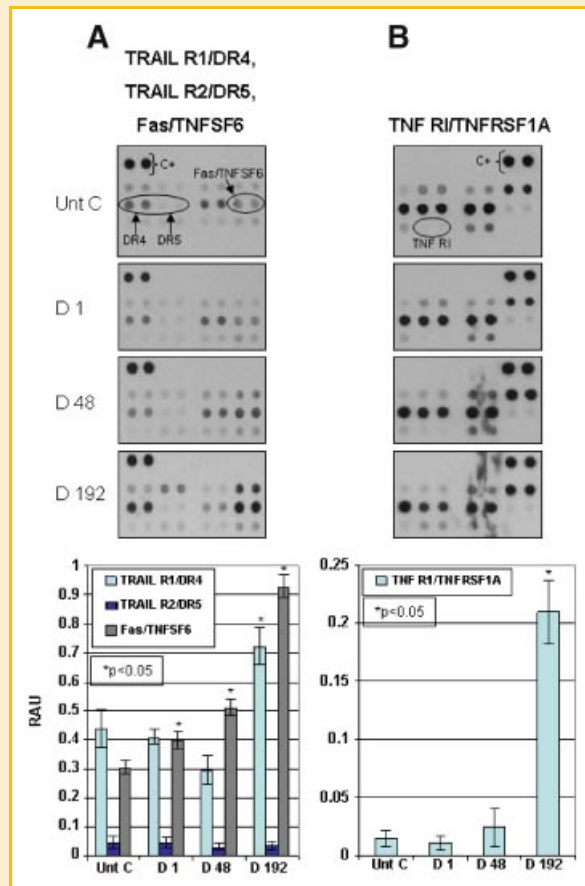 A
TRAIL R1/DR4,
TRAIL R2/DR5,
Fas/TNFSF6
B
TNF RI/TNFRSF1A
Unt C
C+
Fas/TNFSF6
DR4 DR5
C+
TNF RI
D 1
D 48
D 192
RAU
1
0.9
0.8
0.7
0.6
0.5
0.4
0.3
0.2
0.1
0
TRAIL R1/DR4
TRAIL R2/DR5
Fas/TNFSF6
*p<0.05
* * * *
Unt C D 1 D 48 D 192
0.25
0.2
0.15
0.1
0.05
0
TNF R1/TNFRSF1A
*p<0.05
*
Unt C D 1 D 48 D 192